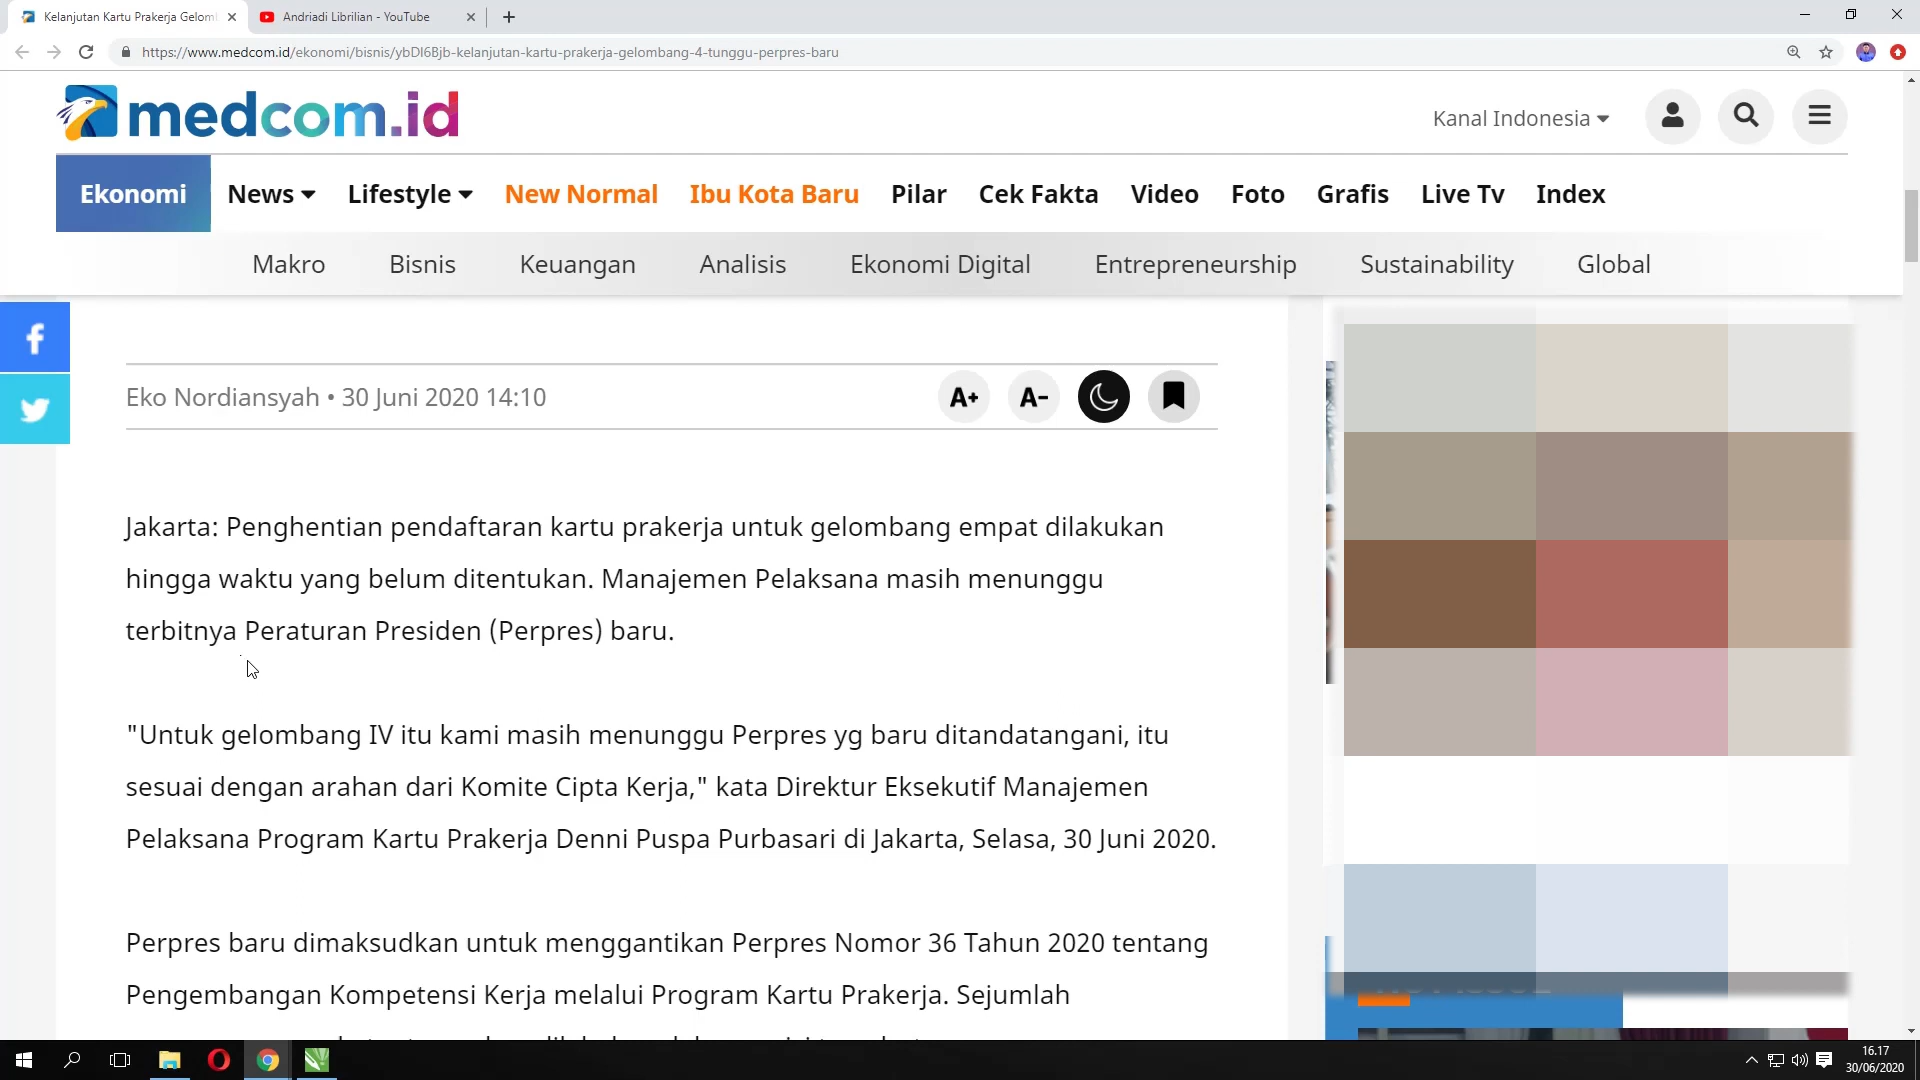 Kelanjutan Kartu Prakerja Gelom
Andriadi Librilian - YouTube
https://www.medcom.id/ekonomi/bisnis/ybDl6Bjb-kelanjutan-kartu-prakerja-gelombang-4-tunggu-perpres-baru
medcom.id
Kanal Indonesia
Ekonomi News Lifestyle New Normal Ibu Kota Baru Pilar Cek Fakta Video Foto Grafis Live Tv Index
Makro Bisnis Keuangan Analisis Ekonomi Digital Entrepreneurship Sustainability Global
Eko Nordiansyah • 30 Juni 2020 14:10
A+ A-
Jakarta: Penghentian pendaftaran kartu prakerja untuk gelombang empat dilakukan
hingga waktu yang belum ditentukan. Manajemen Pelaksana masih menunggu
terbitnya Peraturan Presiden (Perpres) baru.
"Untuk gelombang IV itu kami masih menunggu Perpres yg baru ditandatangani, itu
sesuai dengan arahan dari Komite Cipta Kerja," kata Direktur Eksekutif Manajemen
Pelaksana Program Kartu Prakerja Denni Puspa Purbasari di Jakarta, Selasa, 30 Juni 2020.
Perpres baru dimaksudkan untuk menggantikan Perpres Nomor 36 Tahun 2020 tentang
Pengembangan Kompetensi Kerja melalui Program Kartu Prakerja. Sejumlah
16.17
30/06/2020